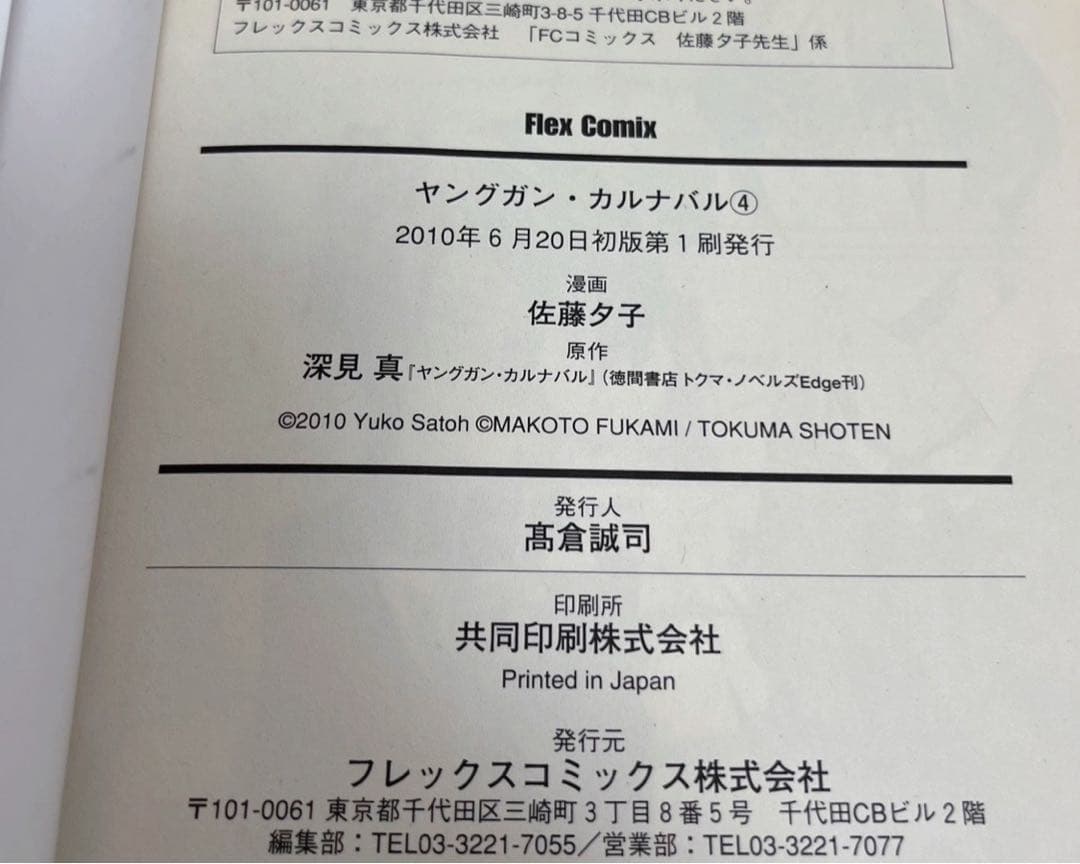 〒101-0061 東京都千代田区三崎町3-8-5 千代田CBビル2階
フレックスコミックス株式会社 「FCコミックス 佐藤夕子先生」係
Flex Comix
ヤングガン・カルナバル④
2010年6月20日初版第1刷発行
漫画
佐藤夕子
原作
深見 真『ヤングガン・カルナバル』(徳間書店 トクマ・ノベルズEdge刊)
©2010 Yuko Satoh ©MAKOTO FUKAMI / TOKUMA SHOTEN
発行人
髙倉誠司
印刷所
共同印刷株式会社
Printed in Japan
発行元
フレックスコミックス株式会社
〒101-0061 東京都千代田区三崎町3丁目8番5号 千代田CBビル2階
編集部:TEL03-3221-7055/営業部:TEL03-3221-7077